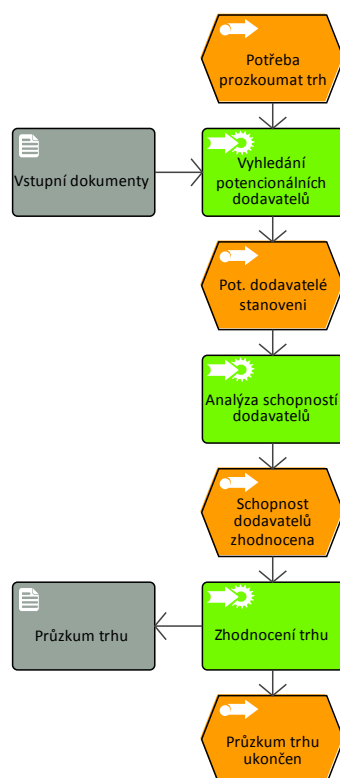 Potřeba
prozkoumat trh
Vstupní dokumenty
Vyhledání
potencionálních
dodavatelů
Pot. dodavatelé
stanoveni
Analýza schopností
dodavatelů
Schopnost
dodavatelů
zhodnocena
Průzkum trhu
Zhodnocení trhu
Průzkum trhu
ukončen